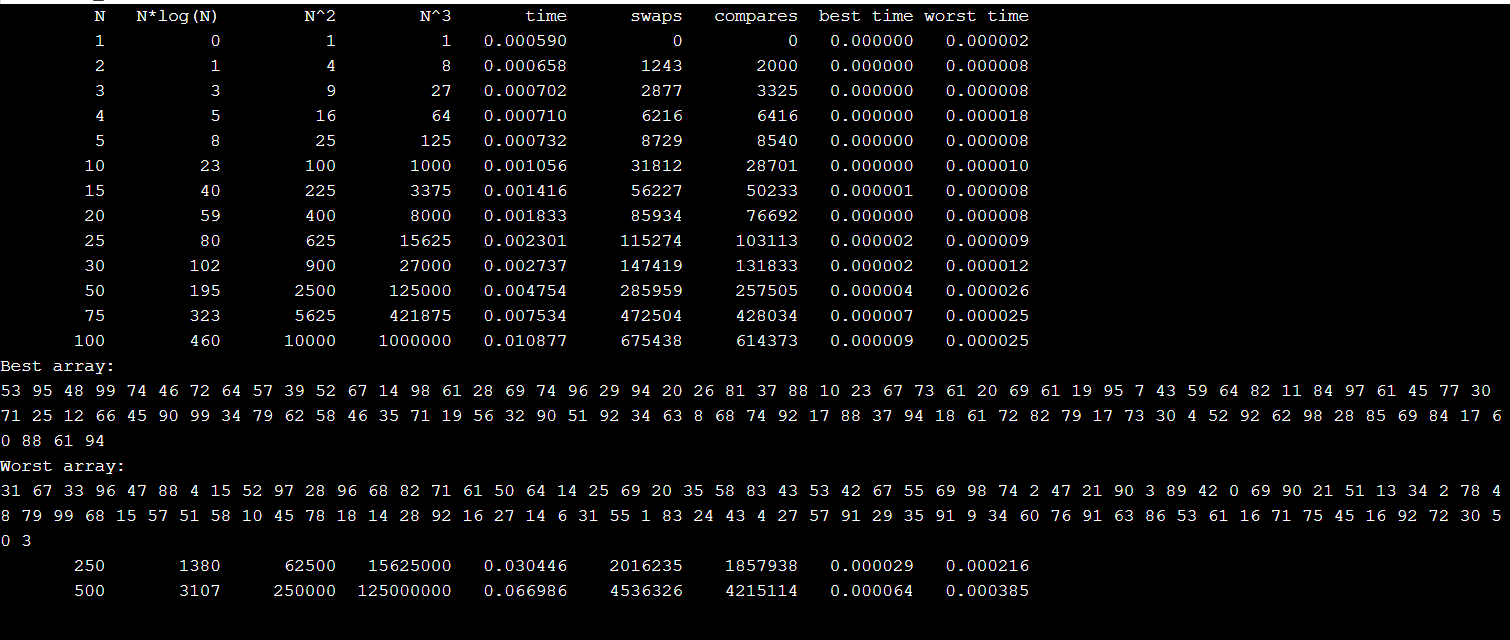 N N*log(N) N^2 N^3 time swaps compares best time worst time
1 0 1 1 0.000590 0 0 0.000000 0.000002
2 1 4 8 0.000658 1243 2000 0.000000 0.000008
3 3 9 27 0.000702 2877 3325 0.000000 0.000008
4 5 16 64 0.000710 6216 6416 0.000000 0.000018
5 8 25 125 0.000732 8729 8540 0.000000 0.000008
10 23 100 1000 0.001056 31812 28701 0.000000 0.000010
15 40 225 3375 0.001416 56227 50233 0.000001 0.000008
20 59 400 8000 0.001833 85934 76692 0.000000 0.000008
25 80 625 15625 0.002301 115274 103113 0.000002 0.000009
30 102 900 27000 0.002737 147419 131833 0.000002 0.000012
50 195 2500 125000 0.004754 285959 257505 0.000004 0.000026
75 323 5625 421875 0.007534 472504 428034 0.000007 0.000025
100 460 10000 1000000 0.010877 675438 614373 0.000009 0.000025
Best array:
53 95 48 99 74 46 72 64 57 39 52 67 14 98 61 28 69 74 96 29 94 20 26 81 37 88 10 23 67 73 61 20 69 61 19 95 7 43 59 64 82 11 84 97 61 45 77 30
71 25 12 66 45 90 99 34 79 62 58 46 35 71 19 56 32 90 51 92 34 63 8 68 74 92 17 88 37 94 18 61 72 82 79 17 73 30 4 52 92 62 98 28 85 69 84 17 6
0 88 61 94
Worst array:
31 67 33 96 47 88 4 15 52 97 28 96 68 82 71 61 50 64 14 25 69 20 35 58 83 43 53 42 67 55 69 98 74 2 47 21 90 3 89 42 0 69 90 21 51 13 34 2 78 4
8 79 99 68 15 57 51 58 10 45 78 18 14 28 92 16 27 14 6 31 55 1 83 24 43 4 27 57 91 29 35 91 9 34 60 76 91 63 86 53 61 16 71 75 45 16 92 72 30 5
0 3
250 1380 62500 15625000 0.030446 2016235 1857938 0.000029 0.000216
500 3107 250000 125000000 0.066986 4536326 4215114 0.000064 0.000385